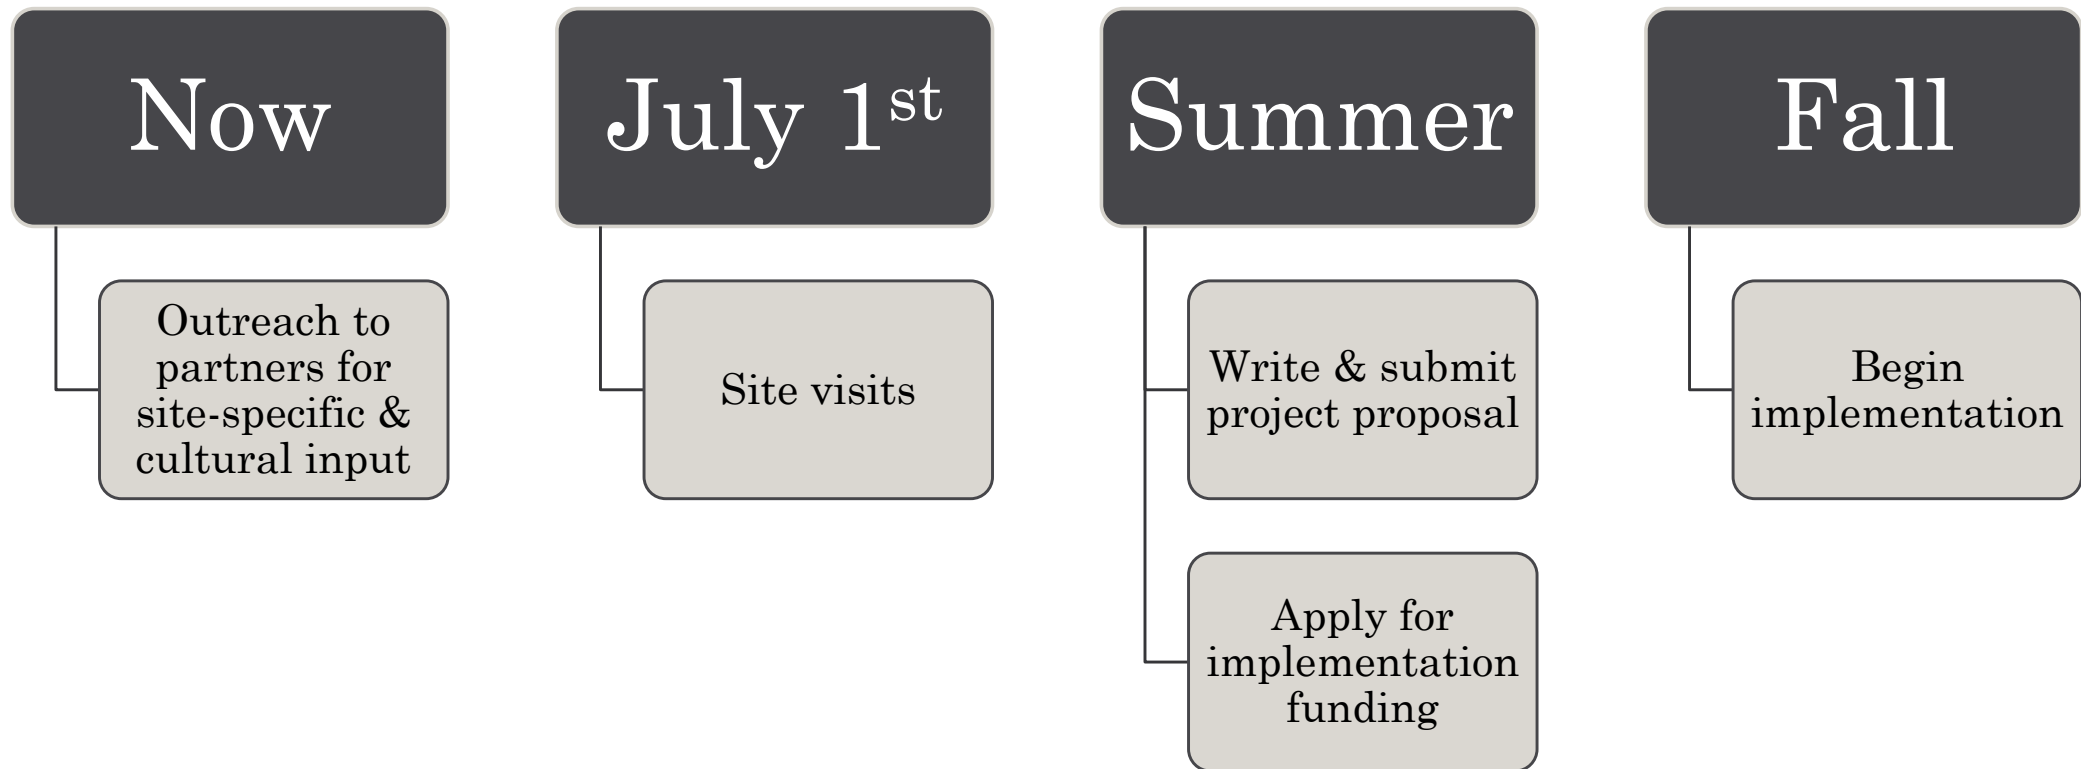 Now
Outreach to
partners for
site-specific &
cultural input
July 1st
Site visits
Summer
Write & submit
project proposal
Apply for
implementation
funding
Fall
Begin
implementation